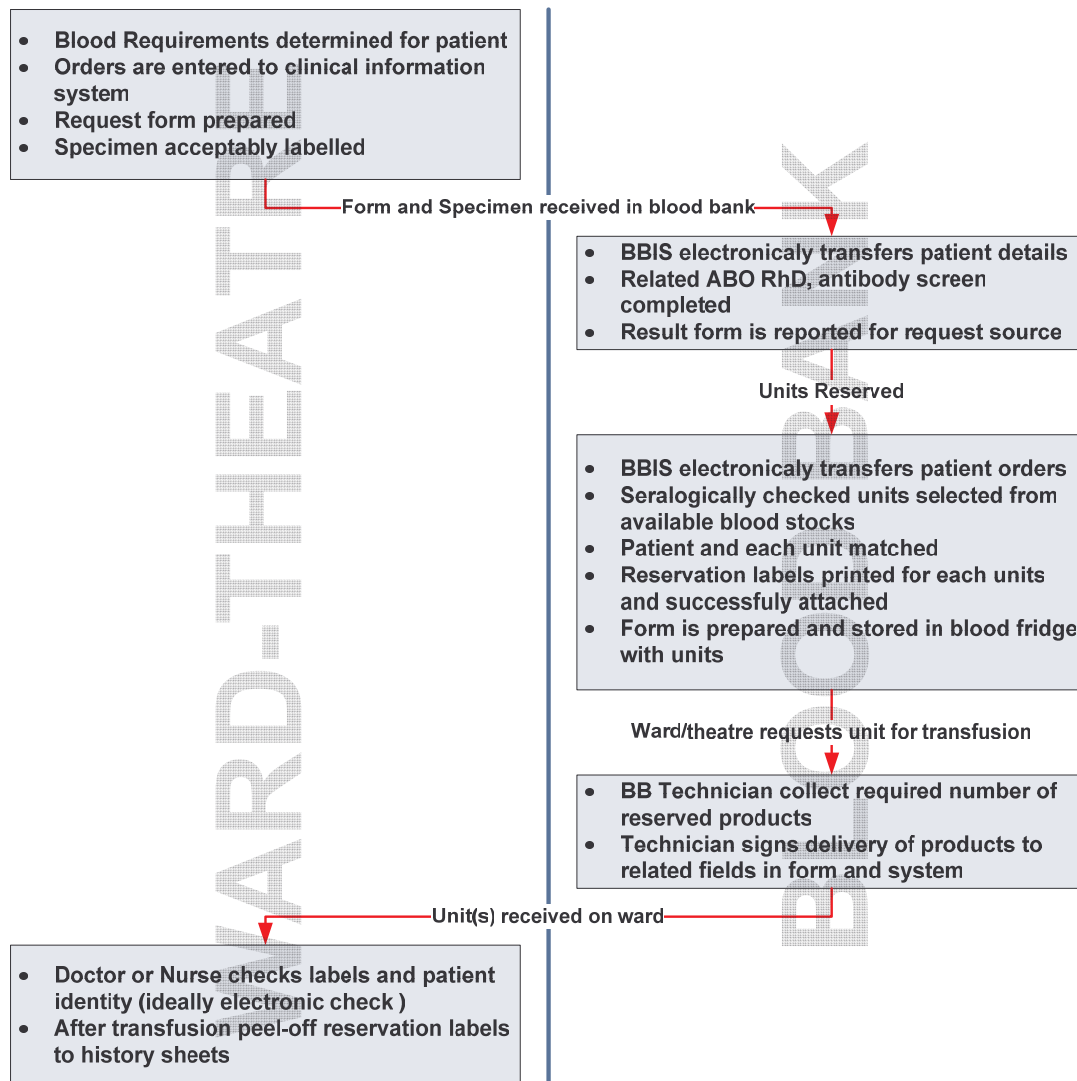 • Blood Requirements determined for patient
• Orders are entered to clinical information
system
• Request form prepared
• Specimen acceptably labelled
Form and Specimen received in blood bank
• BBIS electronicaly transfers patient details
• Related ABO RhD, antibody screen
completed
• Result form is reported for request source
Units Reserved
• BBIS electronicaly transfers patient orders
• Seralogically checked units selected from
available blood stocks
• Patient and each unit matched
• Reservation labels printed for each units
and successfuly attached
• Form is prepared and stored in blood fridge
with units
Ward/theatre requests unit for transfusion
• BB Technician collect required number of
reserved products
• Technician signs delivery of products to
related fields in form and system
Unit(s) received on ward
• Doctor or Nurse checks labels and patient
identity (ideally electronic check )
• After transfusion peel-off reservation labels
to history sheets
WARD-THEATRE
BLOOD BANK